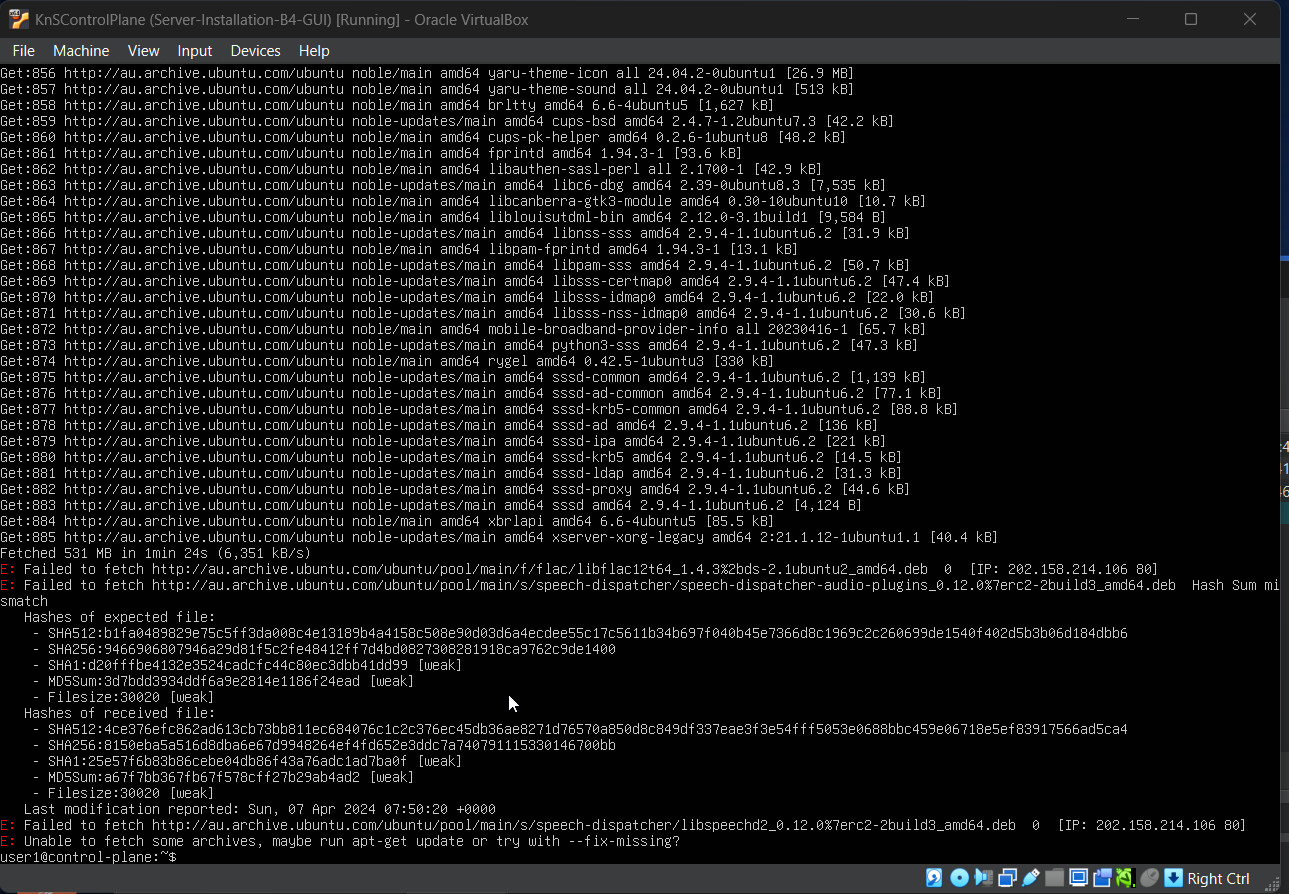 KnSControlPlane (Server-Installation-B4-GUI) [Running] - Oracle VirtualBox
File Machine View Input Devices Help
Get:856 http://au.archive.ubuntu.com/ubuntu noble/main amd64 yaru-theme-icon all 24.04.2-0ubuntu1 [26.9 MB]
Get:857 http://au.archive.ubuntu.com/ubuntu noble/main amd64 yaru-theme-sound all 24.04.2-0ubuntu1 [513 kB]
Get:858 http://au.archive.ubuntu.com/ubuntu noble/main amd64 brltty amd64 6.6-4ubuntu5 [1,627 kB]
Get:859 http://au.archive.ubuntu.com/ubuntu noble-updates/main amd64 cups-bsd amd64 2.4.7-1.2ubuntu7.3 [42.2 kB]
Get:860 http://au.archive.ubuntu.com/ubuntu noble/main amd64 cups-pk-helper amd64 0.2.6-1ubuntu8 [48.2 kB]
Get:861 http://au.archive.ubuntu.com/ubuntu noble/main amd64 fprintd amd64 1.94.3-1 [93.6 kB]
Get:862 http://au.archive.ubuntu.com/ubuntu noble/main amd64 libauthen-sasl-perl all 2.1700-1 [42.9 kB]
Get:863 http://au.archive.ubuntu.com/ubuntu noble-updates/main amd64 libc6-dbg amd64 2.39-0ubuntu8.3 [7,535 kB]
Get:864 http://au.archive.ubuntu.com/ubuntu noble/main amd64 libcanberra-gtk3-module amd64 0.30-10ubuntu10 [10.7 kB]
Get:865 http://au.archive.ubuntu.com/ubuntu noble/main amd64 liblouisutdml-bin amd64 2.12.0-3.1build1 [9,584 B]
Get:866 http://au.archive.ubuntu.com/ubuntu noble-updates/main amd64 libnss-sss amd64 2.9.4-1.1ubuntu6.2 [31.9 kB]
Get:867 http://au.archive.ubuntu.com/ubuntu noble/main amd64 libpam-fprintd amd64 1.94.3-1 [13.1 kB]
Get:868 http://au.archive.ubuntu.com/ubuntu noble-updates/main amd64 libpam-sss amd64 2.9.4-1.1ubuntu6.2 [50.7 kB]
Get:869 http://au.archive.ubuntu.com/ubuntu noble-updates/main amd64 libsss-certmap0 amd64 2.9.4-1.1ubuntu6.2 [47.4 kB]
Get:870 http://au.archive.ubuntu.com/ubuntu noble-updates/main amd64 libsss-idmap0 amd64 2.9.4-1.1ubuntu6.2 [22.0 kB]
Get:871 http://au.archive.ubuntu.com/ubuntu noble-updates/main amd64 libsss-nss-idmap0 amd64 2.9.4-1.1ubuntu6.2 [30.6 kB]
Get:872 http://au.archive.ubuntu.com/ubuntu noble/main amd64 mobile-broadband-provider-info all 20230416-1 [65.7 kB]
Get:873 http://au.archive.ubuntu.com/ubuntu noble-updates/main amd64 python3-sss amd64 2.9.4-1.1ubuntu6.2 [47.3 kB]
Get:874 http://au.archive.ubuntu.com/ubuntu noble/main amd64 rygel amd64 0.42.5-1ubuntu3 [330 kB]
Get:875 http://au.archive.ubuntu.com/ubuntu noble-updates/main amd64 sssd-common amd64 2.9.4-1.1ubuntu6.2 [1,139 kB]
Get:876 http://au.archive.ubuntu.com/ubuntu noble-updates/main amd64 sssd-ad-common amd64 2.9.4-1.1ubuntu6.2 [77.1 kB]
Get:877 http://au.archive.ubuntu.com/ubuntu noble-updates/main amd64 sssd-krb5-common amd64 2.9.4-1.1ubuntu6.2 [88.8 kB]
Get:878 http://au.archive.ubuntu.com/ubuntu noble-updates/main amd64 sssd-ad amd64 2.9.4-1.1ubuntu6.2 [136 kB]
Get:879 http://au.archive.ubuntu.com/ubuntu noble-updates/main amd64 sssd-ipa amd64 2.9.4-1.1ubuntu6.2 [221 kB]
Get:880 http://au.archive.ubuntu.com/ubuntu noble-updates/main amd64 sssd-krb5 amd64 2.9.4-1.1ubuntu6.2 [14.5 kB]
Get:881 http://au.archive.ubuntu.com/ubuntu noble-updates/main amd64 sssd-ldap amd64 2.9.4-1.1ubuntu6.2 [31.3 kB]
Get:882 http://au.archive.ubuntu.com/ubuntu noble-updates/main amd64 sssd-proxy amd64 2.9.4-1.1ubuntu6.2 [44.6 kB]
Get:883 http://au.archive.ubuntu.com/ubuntu noble-updates/main amd64 sssd amd64 2.9.4-1.1ubuntu6.2 [4,124 B]
Get:884 http://au.archive.ubuntu.com/ubuntu noble/main amd64 xbrlapi amd64 6.6-4ubuntu5 [85.5 kB]
Get:885 http://au.archive.ubuntu.com/ubuntu noble-updates/main amd64 xserver-xorg-legacy amd64 2:21.1.12-1ubuntu1.1 [40.4 kB]
Fetched 531 MB in 1min 24s (6,351 kB/s)
E: Failed to fetch http://au.archive.ubuntu.com/ubuntu/pool/main/f/flac/libflac12t64_1.4.3%2bds-2.1ubuntu2_amd64.deb  0  [IP: 202.158.214.106 80]
E: Failed to fetch http://au.archive.ubuntu.com/ubuntu/pool/main/s/speech-dispatcher/speech-dispatcher-audio-plugins_0.12.0%7erc2-2build3_amd64.deb  Hash Sum mi
smatch
Hashes of expected file:
- SHA512:b1fa0489829e75c5ff3da008c4e13189b4a4158c508e90d03d6a4ecdee55c17c5611b34b697f040b45e7366d8c1969c2c260699de1540f402d5b3b06d184dbb6
- SHA256:9466906807946a29d81f5c2fe48412ff7d4bd0827308281918ca9762c9de1400
- SHA1:d20fffbe4132e3524cadcfc44c80ec3dbb41dd99 [weak]
- MD5Sum:3d7bdd3934ddf6a9e2814e1186f24ead [weak]
- Filesize:30020 [weak]
Hashes of received file:
- SHA512:4ce376efc862ad613cb73bb811ec684076c1c2c376ec45db36ae8271d76570a850d8c849df337eae3f3e54fff5053e0688bbc459e06718e5ef83917566ad5ca4
- SHA256:8150eba5a516d8dba6e67d9948264ef4fd652e3ddc7a740791115330146700bb
- SHA1:25e57f6b83b86cebe04db86f43a76adc1ad7ba0f [weak]
- MD5Sum:a67f7bb367fb67f578cff27b29ab4ad2 [weak]
- Filesize:30020 [weak]
Last modification reported: Sun, 07 Apr 2024 07:50:20 +0000
E: Failed to fetch http://au.archive.ubuntu.com/ubuntu/pool/main/s/speech-dispatcher/libspeechd2_0.12.0%7erc2-2build3_amd64.deb  0  [IP: 202.158.214.106 80]
E: Unable to fetch some archives, maybe run apt-get update or try with --fix-missing?
user1@control-plane:~$
Right Ctrl